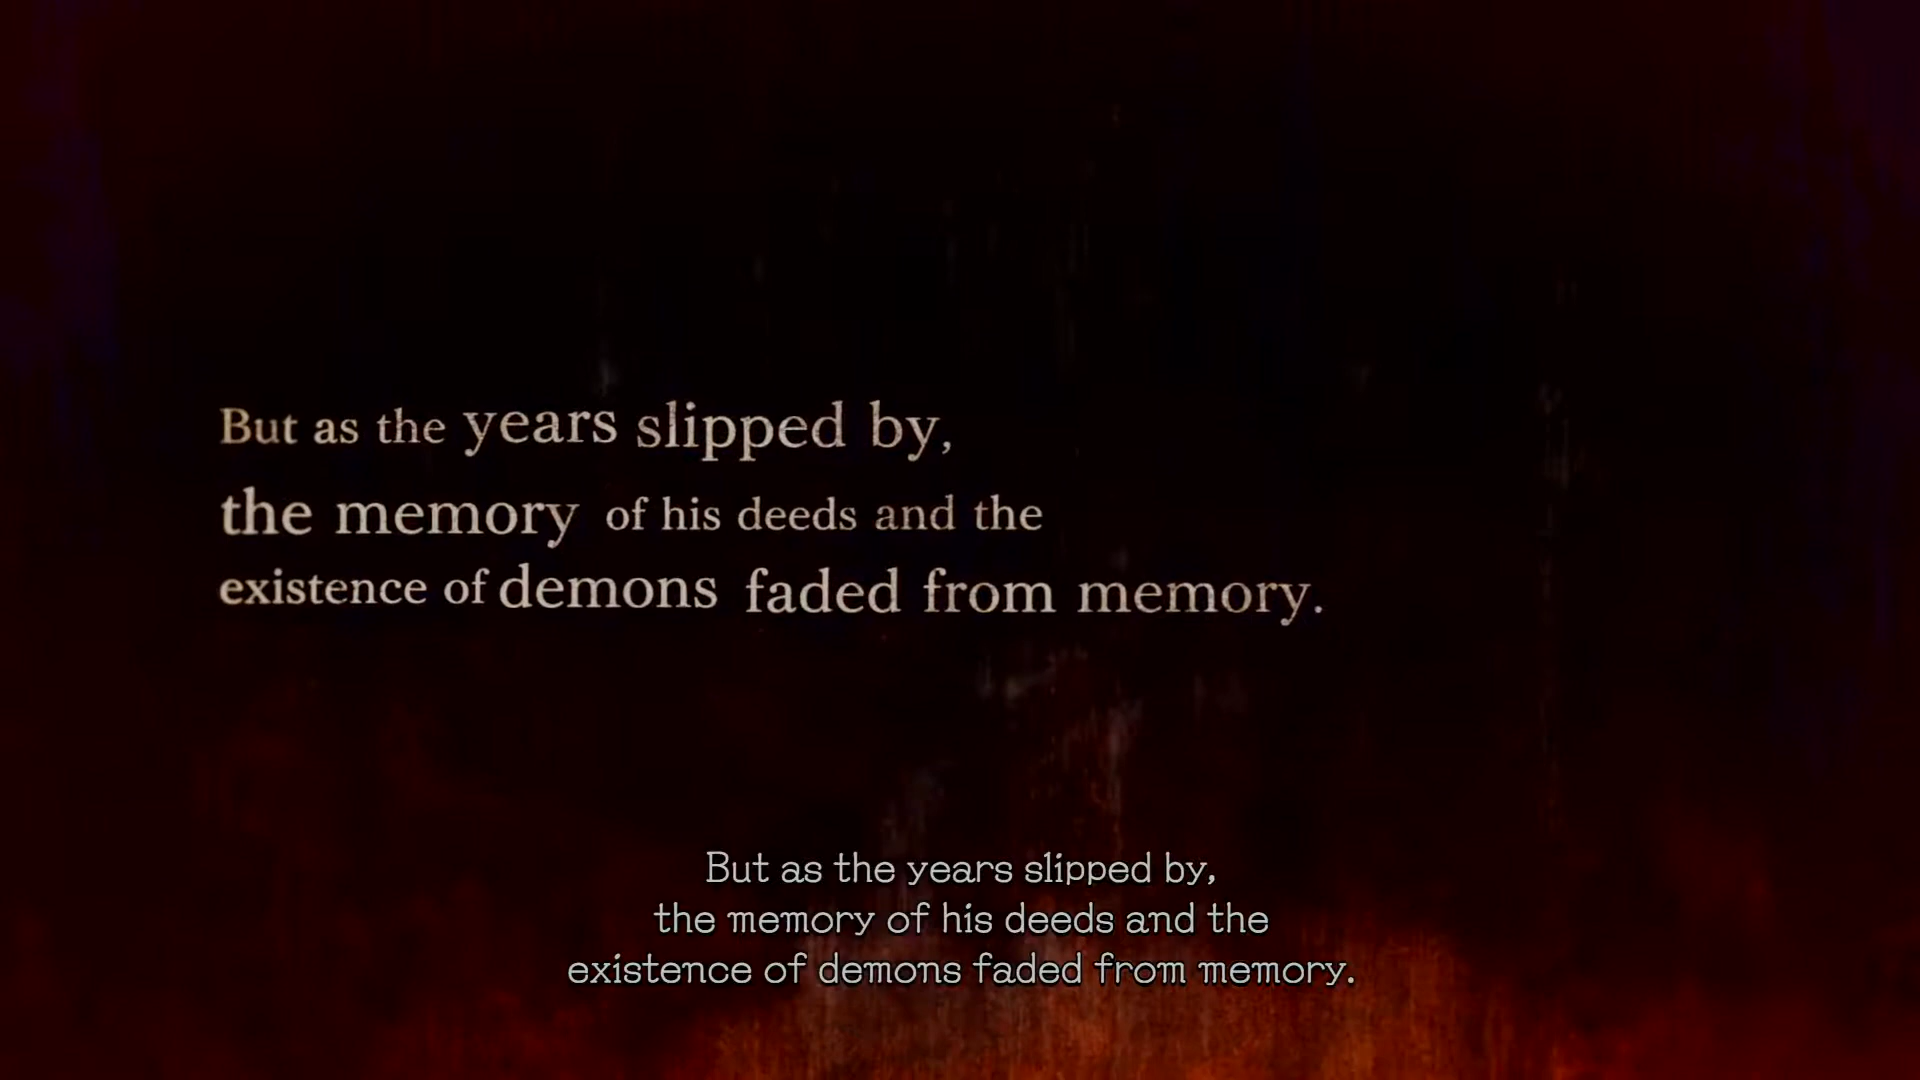 But as the years slipped by,
the memory of his deeds and the
existence of demons faded from memory.
But as the years slipped by,
the memory of his deeds and the
existence of demons faded from memory.